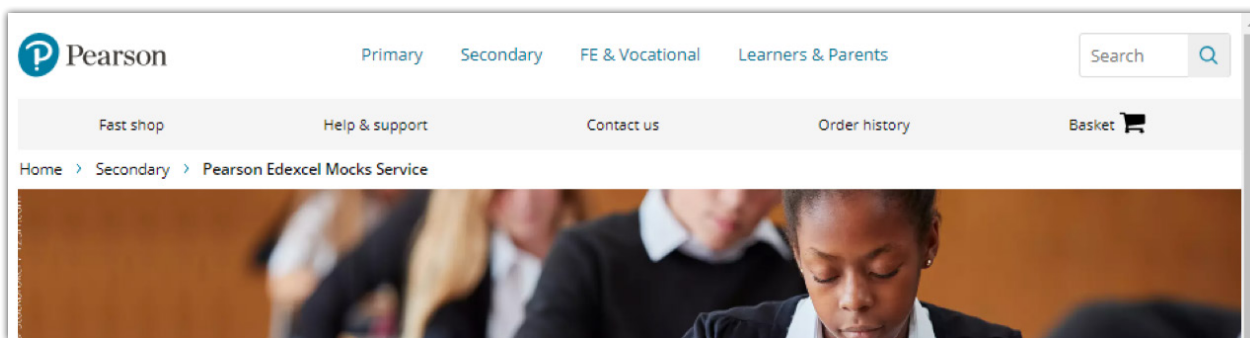 Pearson
Primary Secondary FE & Vocational Learners & Parents Search
Fast shop Help & support Contact us Order history Basket
Home > Secondary > Pearson Edexcel Mocks Service